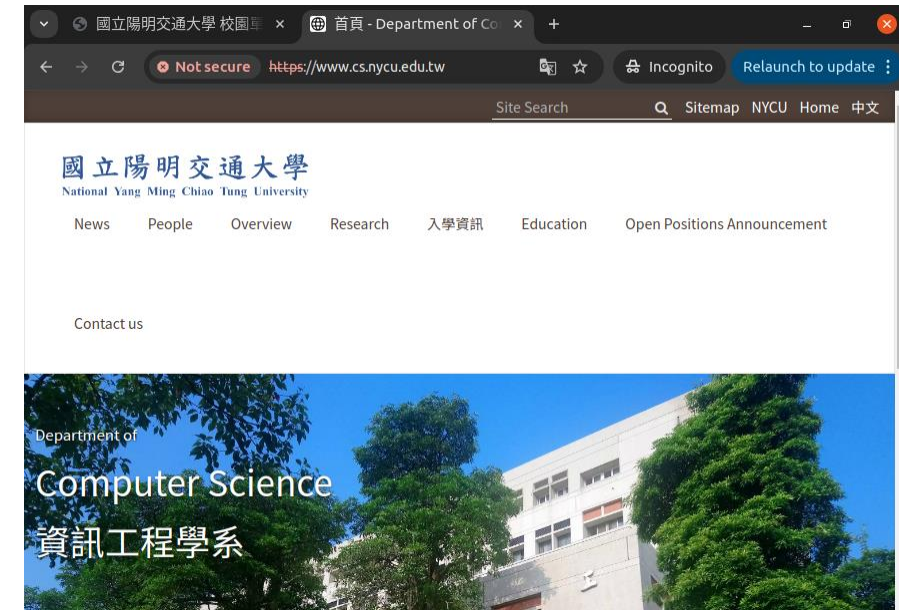 國立陽明交通大學 校園單
首頁 - Department of Co
Not secure https://www.cs.nycu.edu.tw
Incognito
Relaunch to update
Site Search
Sitemap NYCU Home 中文
國立陽明交通大學
National Yang Ming Chiao Tung University
News People Overview Research 入學資訊 Education Open Positions Announcement
Contact us
Department of
Computer Science
資訊工程學系
工